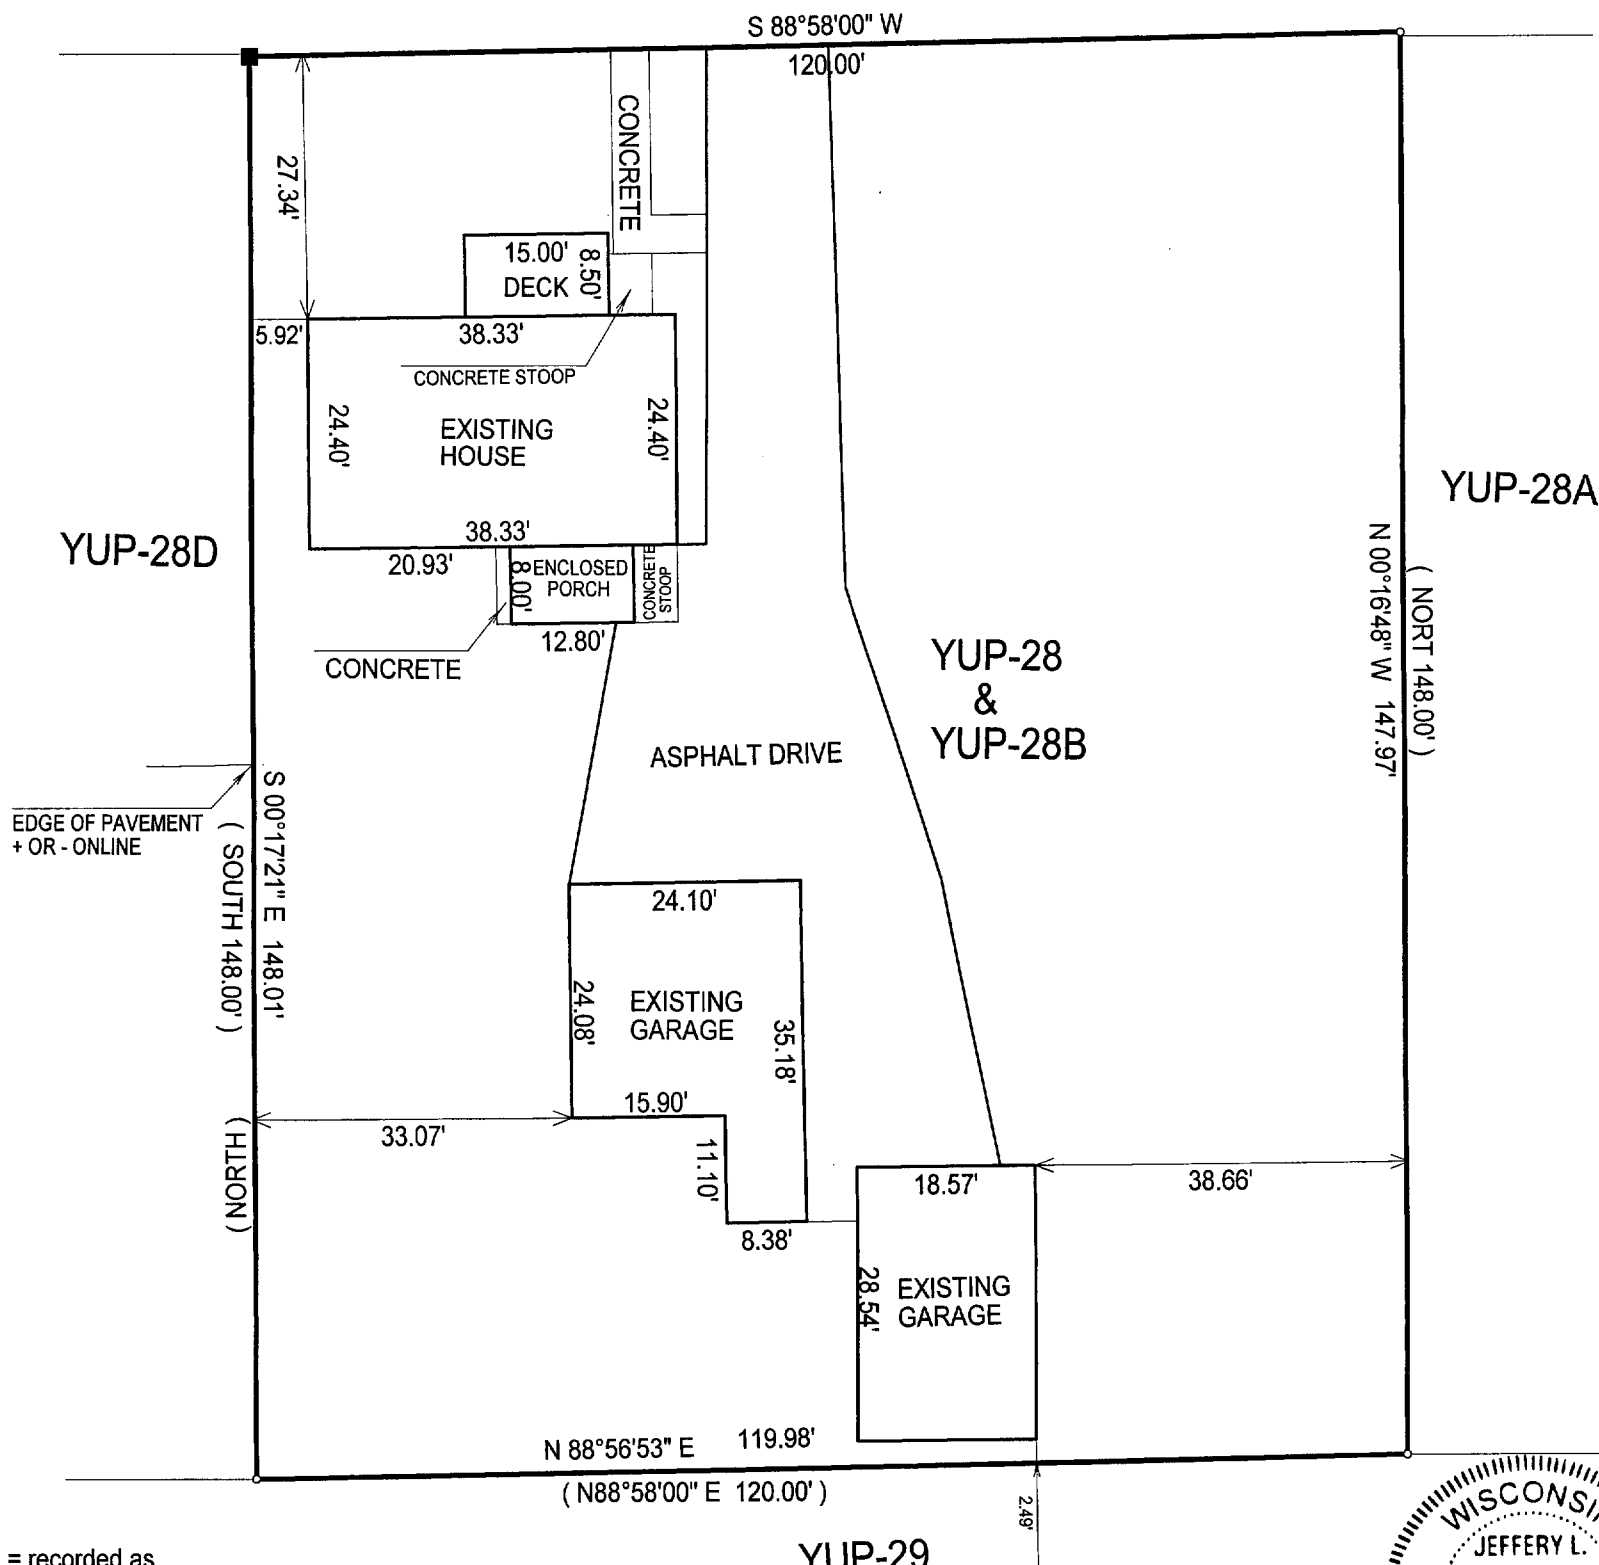 S 88°58'00" W
120.00'
27.34'
CONCRETE
15.00'
8.50'
DECK
5.92'
38.33'
CONCRETE STOOP
24.40'
24.40'
EXISTING
HOUSE
38.33'
20.93'
8.00'
ENCLOSED
PORCH
CONCRETE
STOOP
12.80'
CONCRETE
YUP-28D
YUP-28A
N 00°16'48" W 147.97'
( NORT 148.00' )
YUP-28
&
YUP-28B
ASPHALT DRIVE
EDGE OF PAVEMENT
+ OR - ONLINE
S 00°17'21" E 148.01'
( SOUTH 148.00' )
( NORTH )
24.10'
24.08'
EXISTING
GARAGE
35.18'
15.90'
33.07'
11.10'
8.38'
18.57'
38.66'
28.54'
EXISTING
GARAGE
N 88°56'53" E 119.98'
( N88°58'00" E 120.00' )
2.49'
YUP-29
= recorded as
WISCONSI
JEFFERY L.